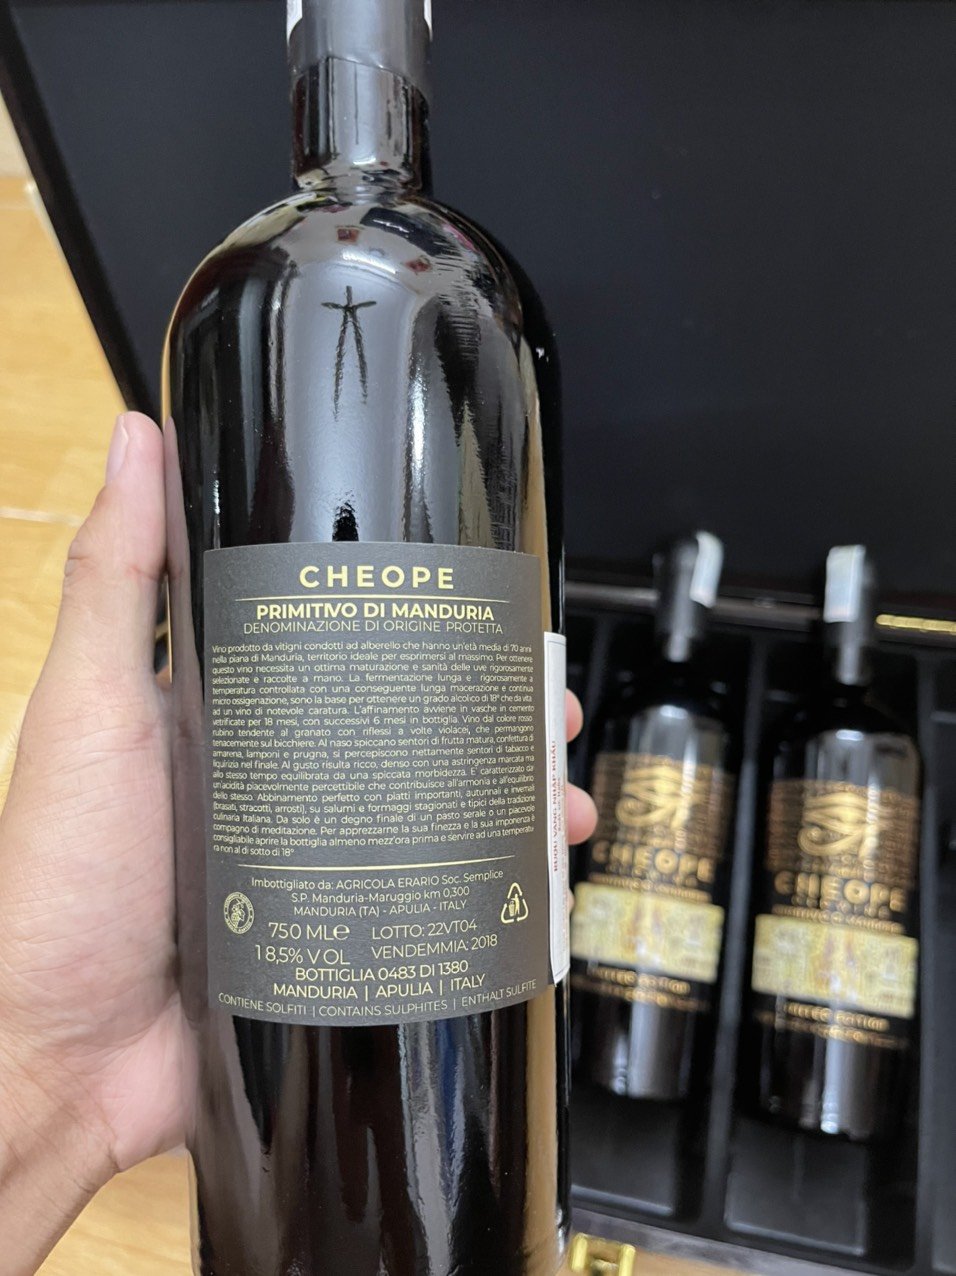 CHEOPE
PRIMITIVO DI MANDURIA
DENOMINAZIONE DI ORIGINE PROTETTA
Vino prodotto da vitigni condotti ad alberello che hanno un'età media di 70 anni
nella piana di Manduria, territorio ideale per esprimersi al massimo. Per ottenere
questo vino necessita un ottima maturazione e sanità delle uve rigorosamente
selezionate e raccolte a mano. La fermentazione lunga e rigorosamente a
temperatura controllata con una conseguente lunga macerazione e continua
micro ossigenazione, sono la base per ottenere un grado alcolico di 18° che da vita
ad un vino di notevole caratura. L'affinamento avviene in vasche in cemento
vetrificate per 18 mesi, con successivi 6 mesi in bottiglia. Vino dal colore rosso
rubino tendente al granato con riflessi a volte violacei, che permangono
tenacemente sul bicchiere. Al naso spiccano sentori di frutta matura, confettura di
amarena, lamponi e prugna, si percepiscono nettamente sentori di tabacco e
liquirizia nel finale. Al gusto risulta ricco, denso con una astringenza marcata ma
allo stesso tempo equilibrata da una spiccata morbidezza. E' caratterizzato da
un'acidità piacevolmente percettibile che contribuisce all'armonia e all'equilibrio
dello stesso. Abbinamento perfetto con piatti importanti, autunnali e invernali
(brasati, stracotti, arrosti), su salumi e formaggi stagionati e tipici della tradizione
culinaria Italiana. Da solo è un degno finale di un pasto serale o un piacevole
compagno di meditazione. Per apprezzarne la sua finezza e la sua imponenza è
consigliabile aprire la bottiglia almeno mezz'ora prima e servire ad una temperatu-
ra non al di sotto di 18°
Imbottigliato da: AGRICOLA ERARIO Soc. Semplice
S.P. Manduria-Maruggio km 0,300
MANDURIA (TA) - APULIA - ITALY
750 MLe LOTTO: 22VT04
18,5% VOL VENDEMMIA: 2018
BOTTIGLIA 0483 DI 1380
MANDURIA | APULIA | ITALY
CONTIENE SOLFITI | CONTAINS SULPHITES | ENTHALT SULFITE
RƯỢU VANG NHẬP KHẨU
CHEOPE
LIMITED EDITION
CHEOPE
LIMITED EDITION